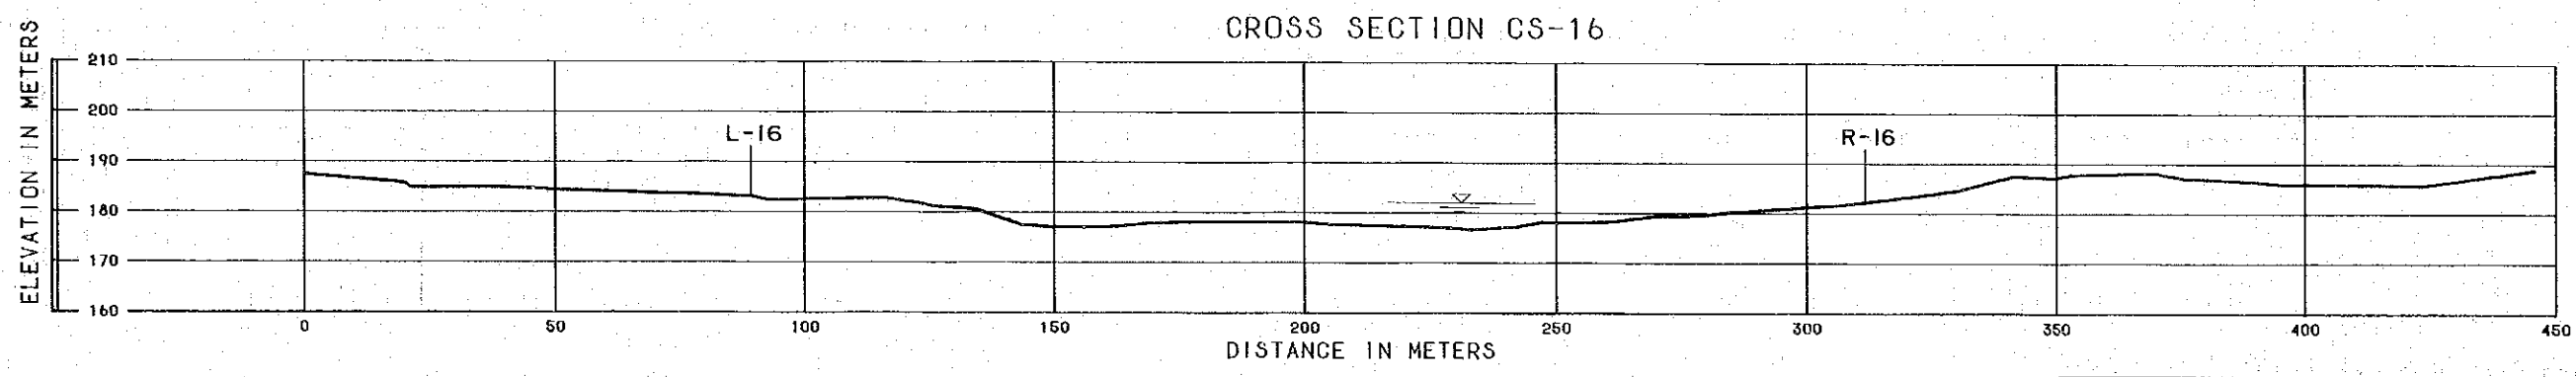 CROSS SECTION CS-16
ELEVATION IN METERS
210
200
190
180
170
160
L-16
R-16
0 50 100 150 200 250 300 350 400 450
DISTANCE IN METERS